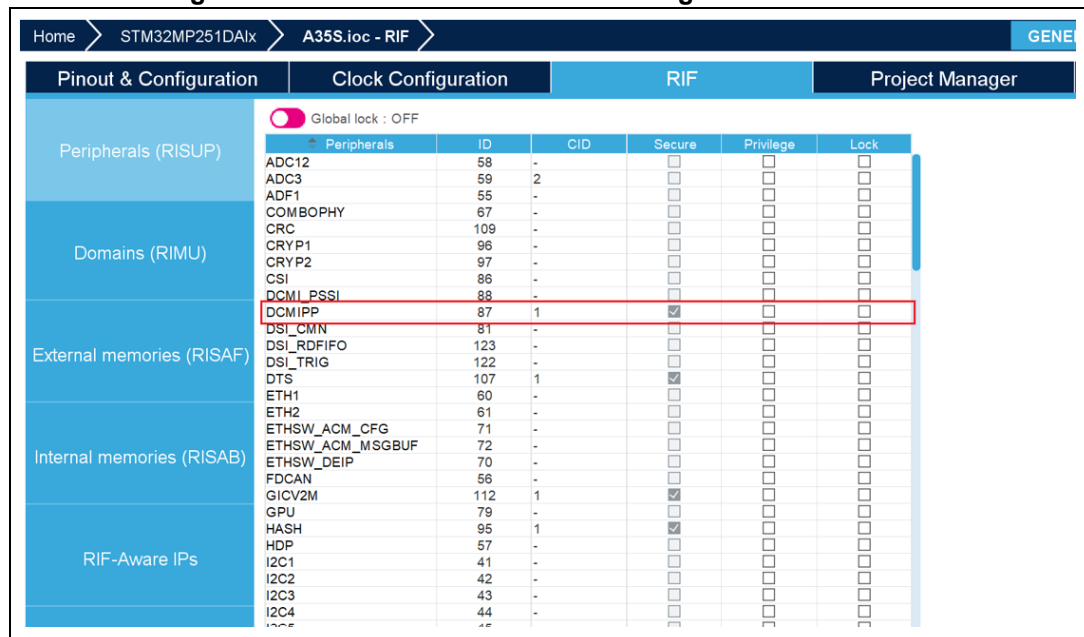 Home STM32MP251DAIx A35S.ioc - RIF GENE
Pinout & Configuration Clock Configuration RIF Project Manager
Global lock : OFF
Peripherals (RISUP)
Domains (RIMU)
External memories (RISAF)
Internal memories (RISAB)
RIF-Aware IPs
Peripherals ID CID Secure Privilege Lock
ADC12 58 -
ADC3 59 2
ADF1 55 -
COMBOPHY 67 -
CRC 109 -
CRYP1 96 -
CRYP2 97 -
CSI 86 -
DCMI_PSSI 88 -
DCMIPP 87 1
DSI_CMN 81 -
DSI_RDFIFO 123 -
DSI_TRIG 122 -
DTS 107 1
ETH1 60 -
ETH2 61 -
ETHSW_ACM_CFG 71 -
ETHSW_ACM_MSGBUF 72 -
ETHSW_DEIP 70 -
FDCAN 56 -
GICV2M 112 1
GPU 79 -
HASH 95 1
HDP 57 -
I2C1 41 -
I2C2 42 -
I2C3 43 -
I2C4 44 -